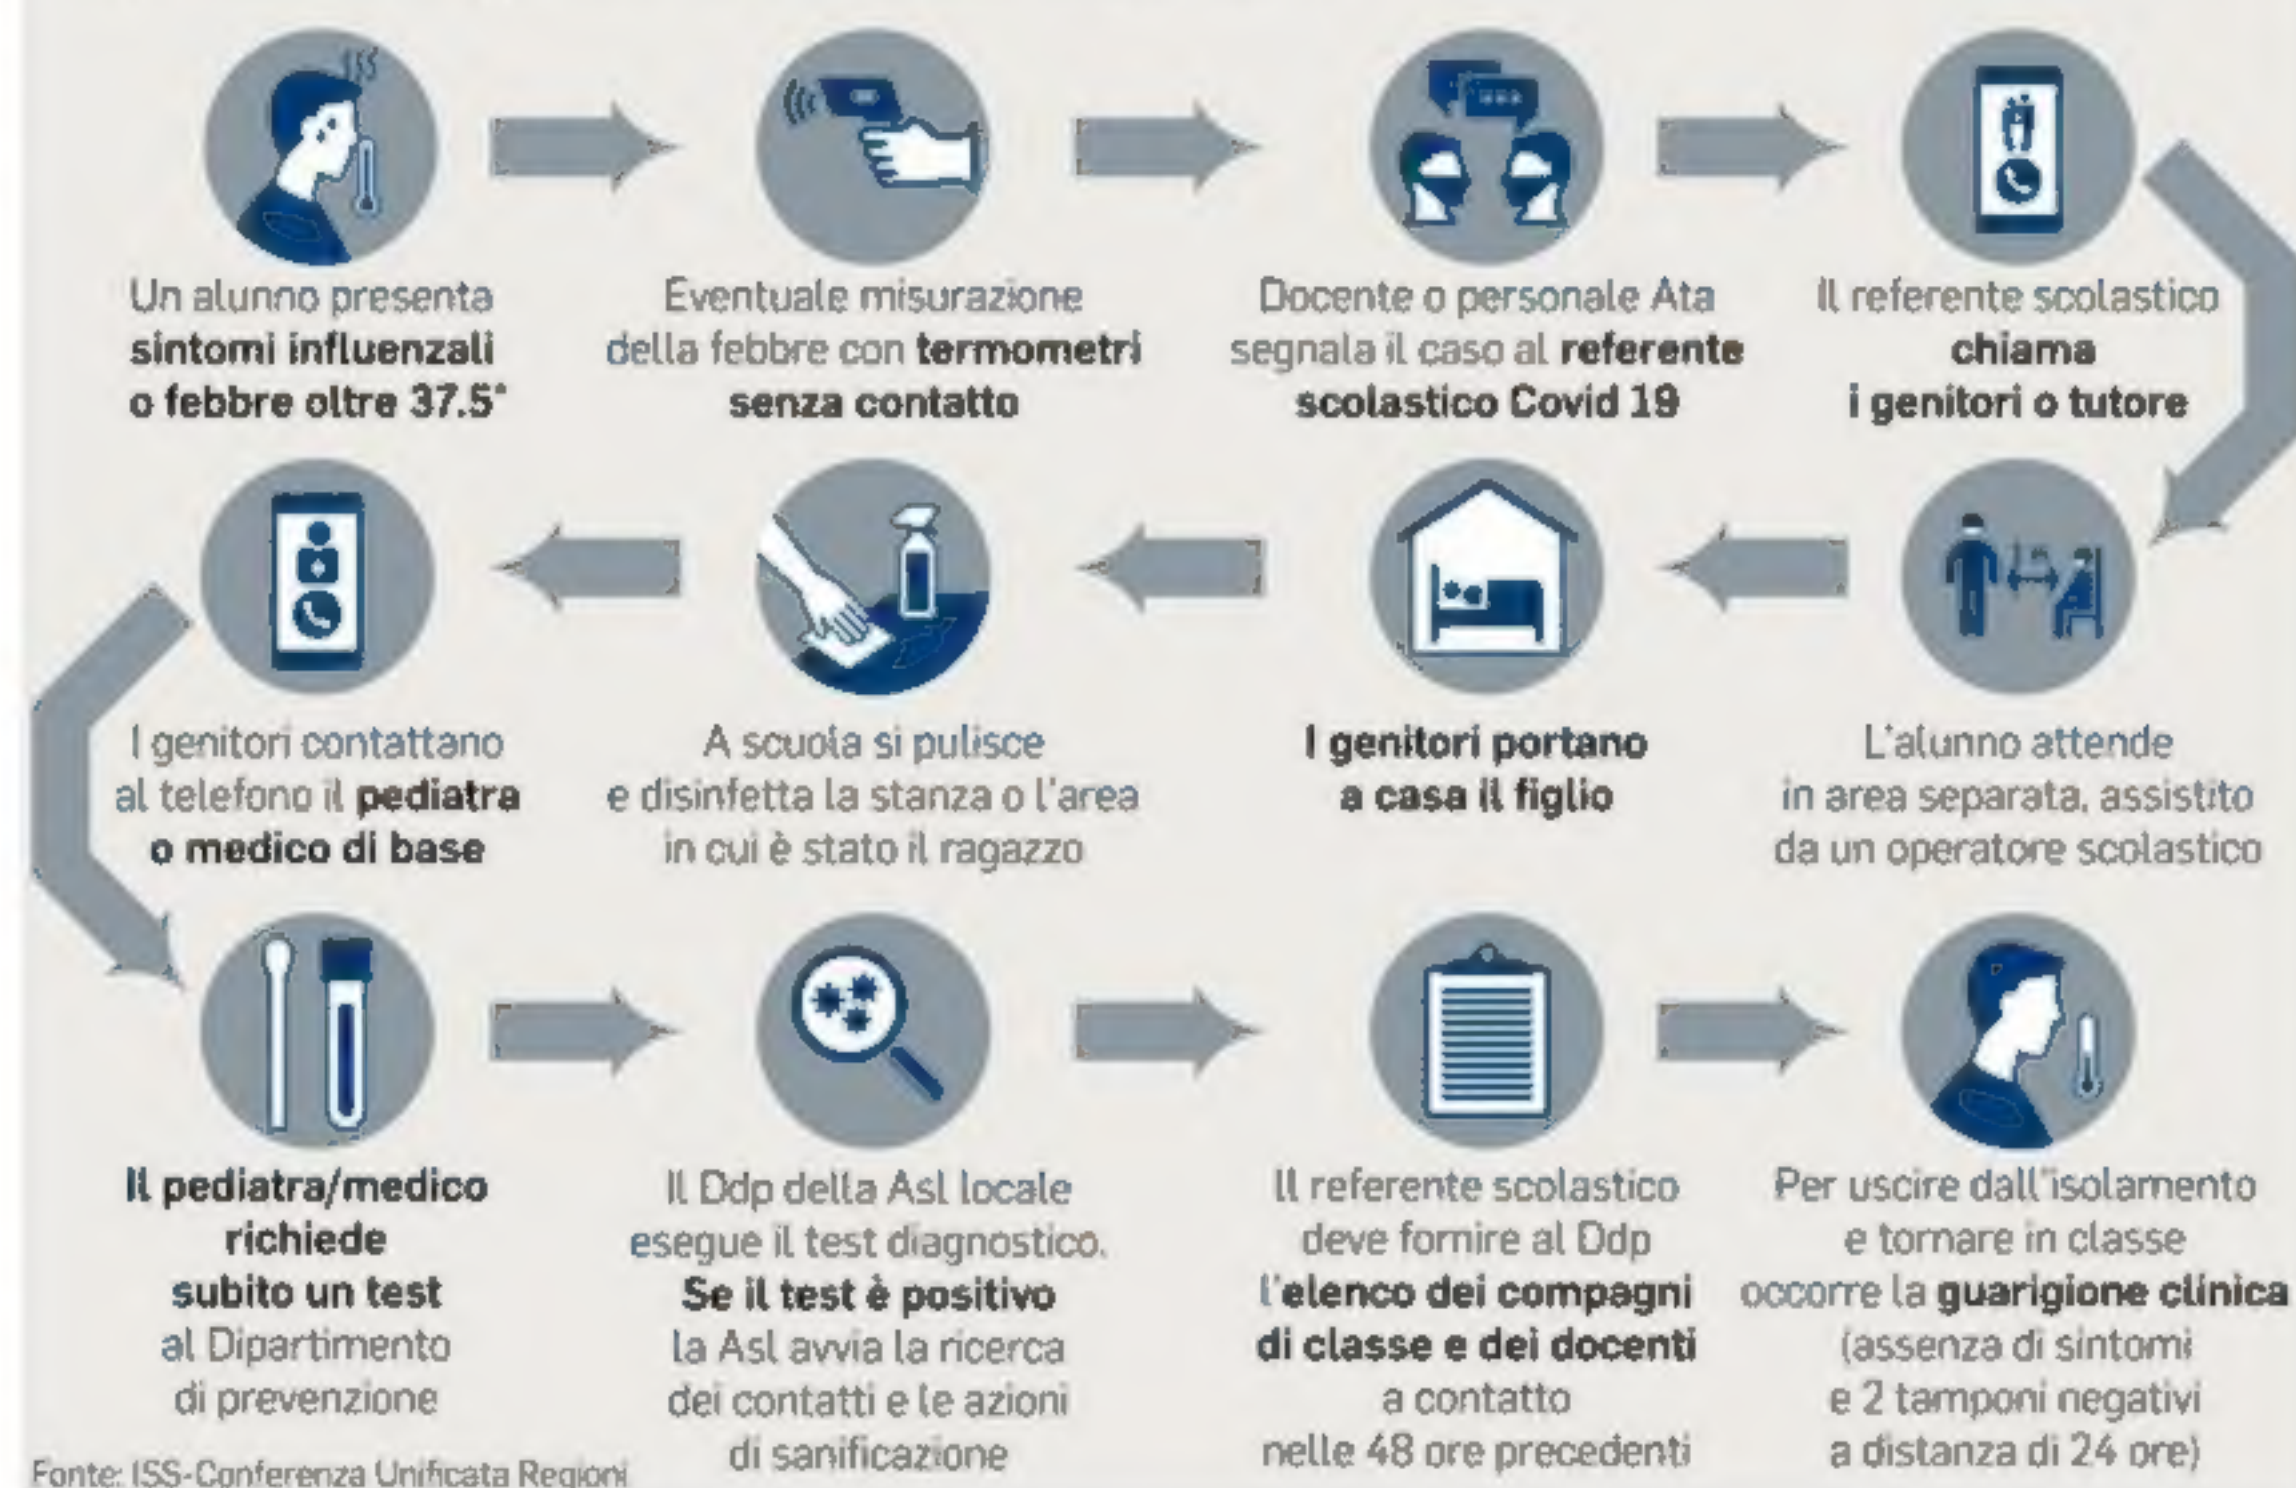 Un alunno presenta
sintomi influenzali
o febbre oltre 37.5°
Eventuale misurazione
della febbre con termometri
senza contatto
Docente o personale Ata
segnala il caso al referente
scolastico Covid 19
Il referente scolastico
chiama
i genitori o tutore
L'alunno attende
in area separata, assistito
da un operatore scolastico
I genitori portano
a casa il figlio
A scuola si pulisce
e disinfetta la stanza o l'area
in cui è stato il ragazzo
I genitori contattano
al telefono il pediatra
o medico di base
Il pediatra/medico
richiede
subito un test
al Dipartimento
di prevenzione
Il Ddp della Asl locale
esegue il test diagnostico.
Se il test è positivo
la Asl avvia la ricerca
dei contatti e le azioni
di sanificazione
Il referente scolastico
deve fornire al Ddp
l'elenco dei compagni
di classe e dei docenti
a contatto
nelle 48 ore precedenti
Per uscire dall'isolamento
e tornare in classe
occorre la guarigione clinica
(assenza di sintomi
e 2 tamponi negativi
a distanza di 24 ore)
Fonte: ISS-Conferenza Unificata Regioni